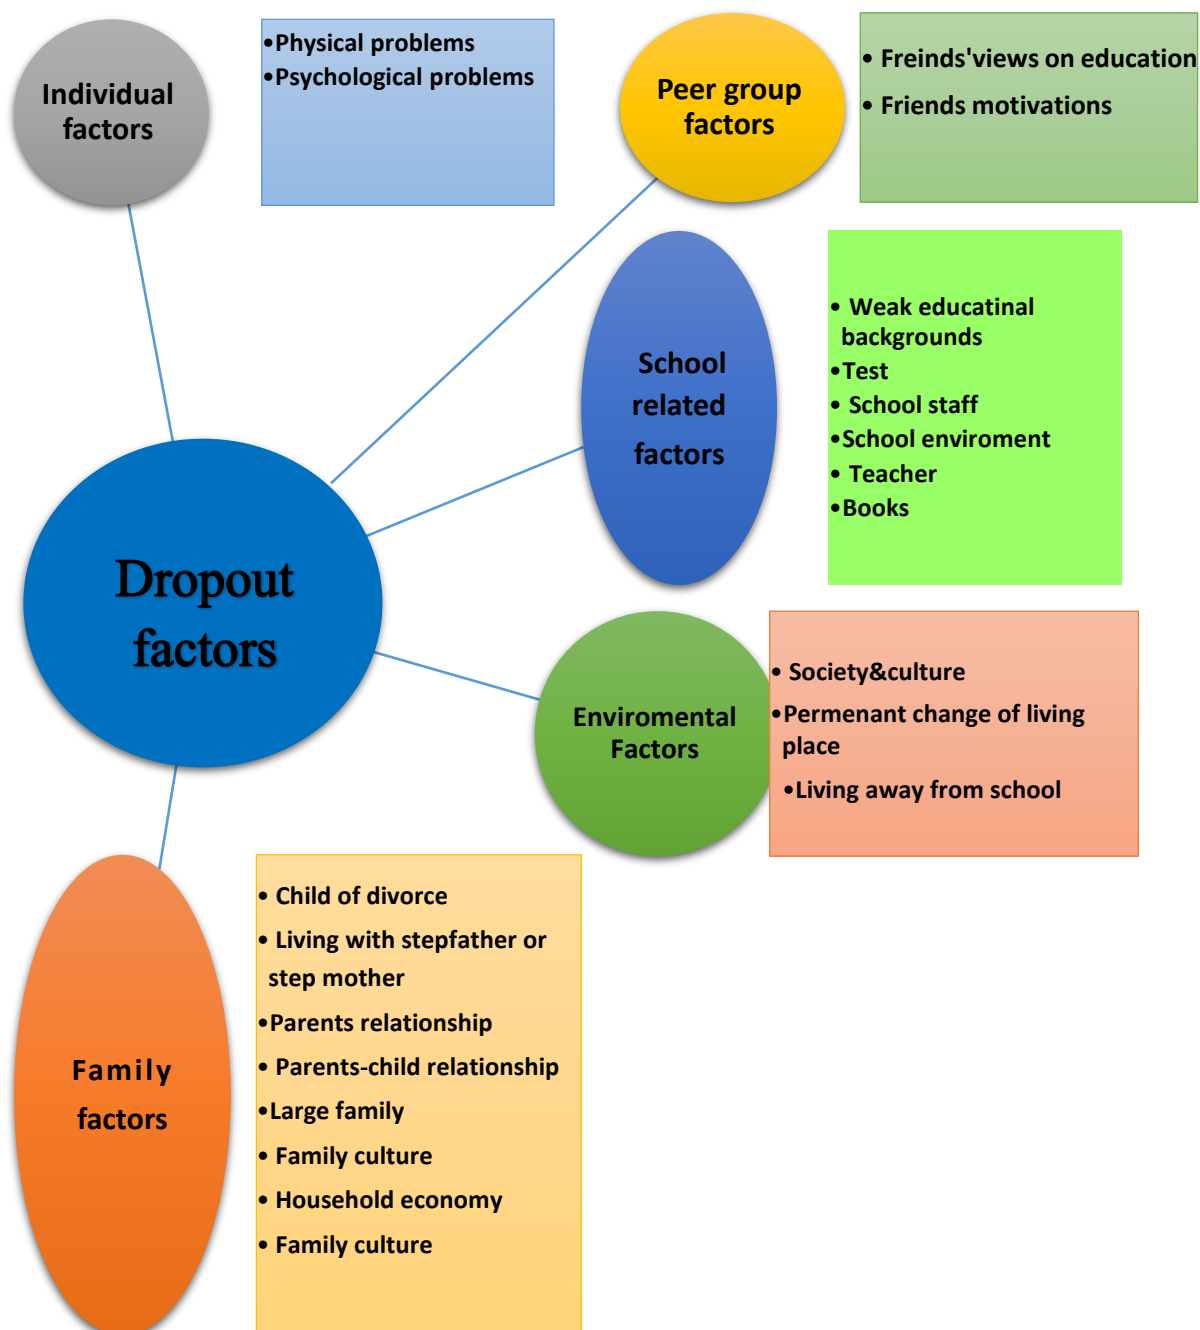 Individual
factors
•Physical problems
•Psychological problems
Peer group
factors
• Freinds'views on education
• Friends motivations
School
related
factors
• Weak educatinal
backgrounds
•Test
• School staff
•School enviroment
• Teacher
•Books
Dropout
factors
Enviromental
Factors
• Society&culture
•Permenant change of living
place
•Living away from school
Family
factors
• Child of divorce
• Living with stepfather or
step mother
•Parents relationship
• Parents-child relationship
•Large family
• Family culture
• Household economy
• Family culture